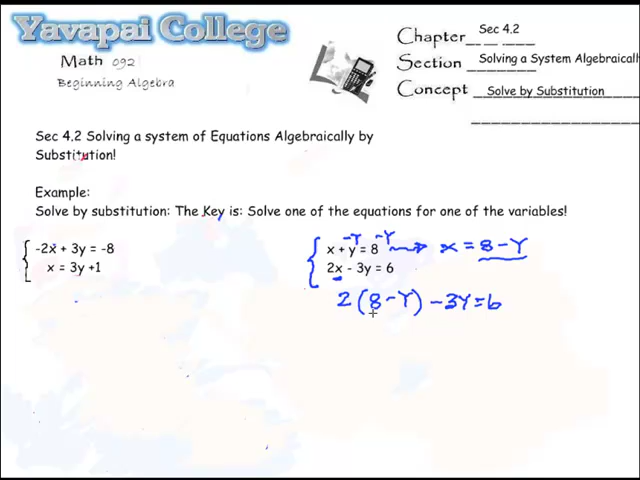 Yavapai College
Math 092
Beginning Algebra
Chapter Sec 4.2
Section Solving a System Algebraicall
Concept Solve by Substitution
Sec 4.2 Solving a system of Equations Algebraically by
Substitution!
Example:
Solve by substitution: The Key is: Solve one of the equations for one of the variables!
-2x + 3y = -8
x = 3y +1
-Y -Y
x + y = 8 x = 8 - Y
2x - 3y = 6
2 ( 8 - Y ) - 3Y = 6